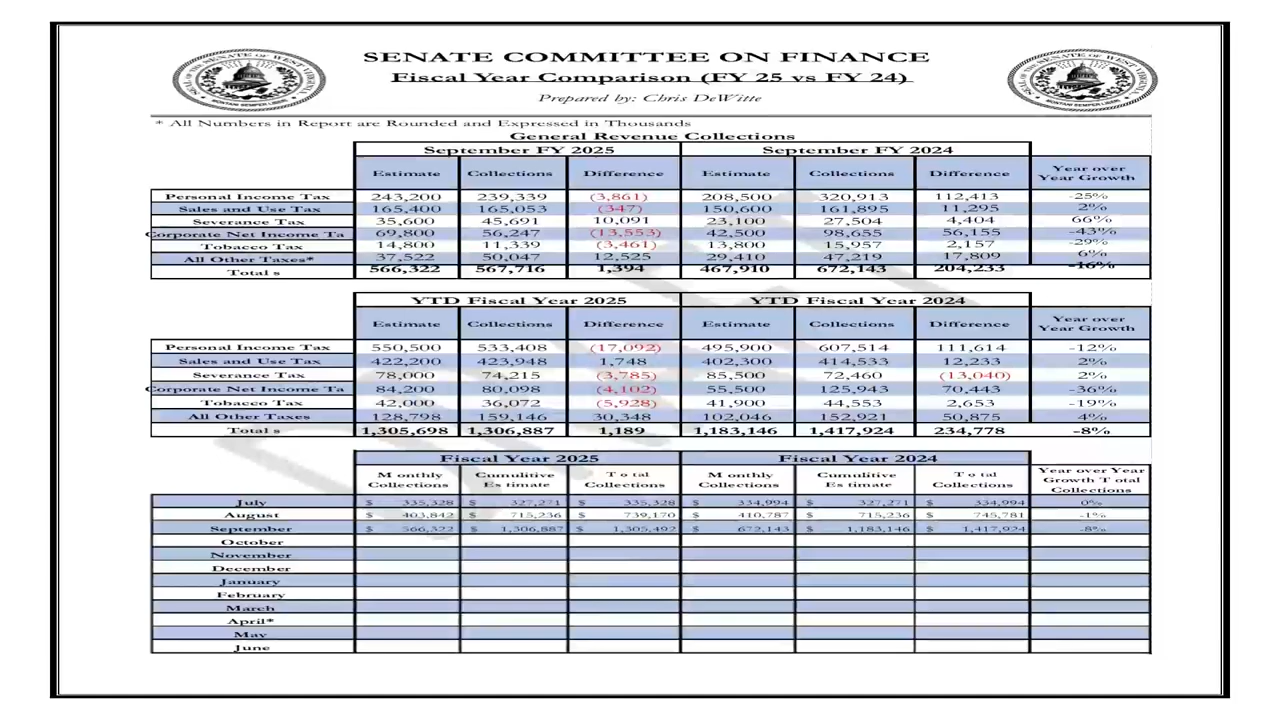 SENATE COMMITTEE ON FINANCE
Fiscal Year Comparison (FY 25 vs FY 24)
Prepared by: Chris DeWitte
* All Numbers in Report are Rounded and Expressed in Thousands
General Revenue Collections
September FY 2025 September FY 2024
Estimate Collections Difference Estimate Collections Difference Year over Year Growth
Personal Income Tax 243,200 239,339 (3,861) 208,500 320,913 112,413 -25%
Sales and Use Tax 165,400 165,053 (347) 150,600 161,895 11,295 2%
Severance Tax 35,600 45,691 10,091 23,100 27,504 4,404 66%
Corporate Net Income Ta 69,800 56,247 (13,553) 42,500 98,655 56,155 -43%
Tobacco Tax 14,800 11,339 (3,461) 13,800 15,957 2,157 -29%
All Other Taxes* 37,522 50,047 12,525 29,410 47,219 17,809 6%
Totals 566,322 567,716 1,394 467,910 672,143 204,233 -16%
YTD Fiscal Year 2025 YTD Fiscal Year 2024
Estimate Collections Difference Estimate Collections Difference Year over Year Growth
Personal Income Tax 550,500 533,408 (17,092) 495,900 607,514 111,614 -12%
Sales and Use Tax 422,200 423,948 1,748 402,300 414,533 12,233 2%
Severance Tax 78,000 74,215 (3,785) 85,500 72,460 (13,040) 2%
Corporate Net Income Ta 84,200 80,098 (4,102) 55,500 125,943 70,443 -36%
Tobacco Tax 42,000 36,072 (5,928) 41,900 44,553 2,653 -19%
All Other Taxes 128,798 159,146 30,348 102,046 152,921 50,875 4%
Totals 1,305,698 1,306,887 1,189 1,183,146 1,417,924 234,778 -8%
Fiscal Year 2025 Fiscal Year 2024
Monthly Collections Cumulitive Estimate Total Collections Monthly Collections Cumulitive Estimate Total Collections Year over Year Growth Total Collections
July $ 335,328 $ 327,271 $ 335,328 $ 334,994 $ 327,271 $ 334,994 0%
August $ 403,842 $ 715,236 $ 739,170 $ 410,787 $ 715,236 $ 745,781 -1%
September $ 566,322 $ 1,306,887 $ 1,305,492 $ 672,143 $ 1,183,146 $ 1,417,924 -8%
October
November
December
January
February
March
April*
May
June